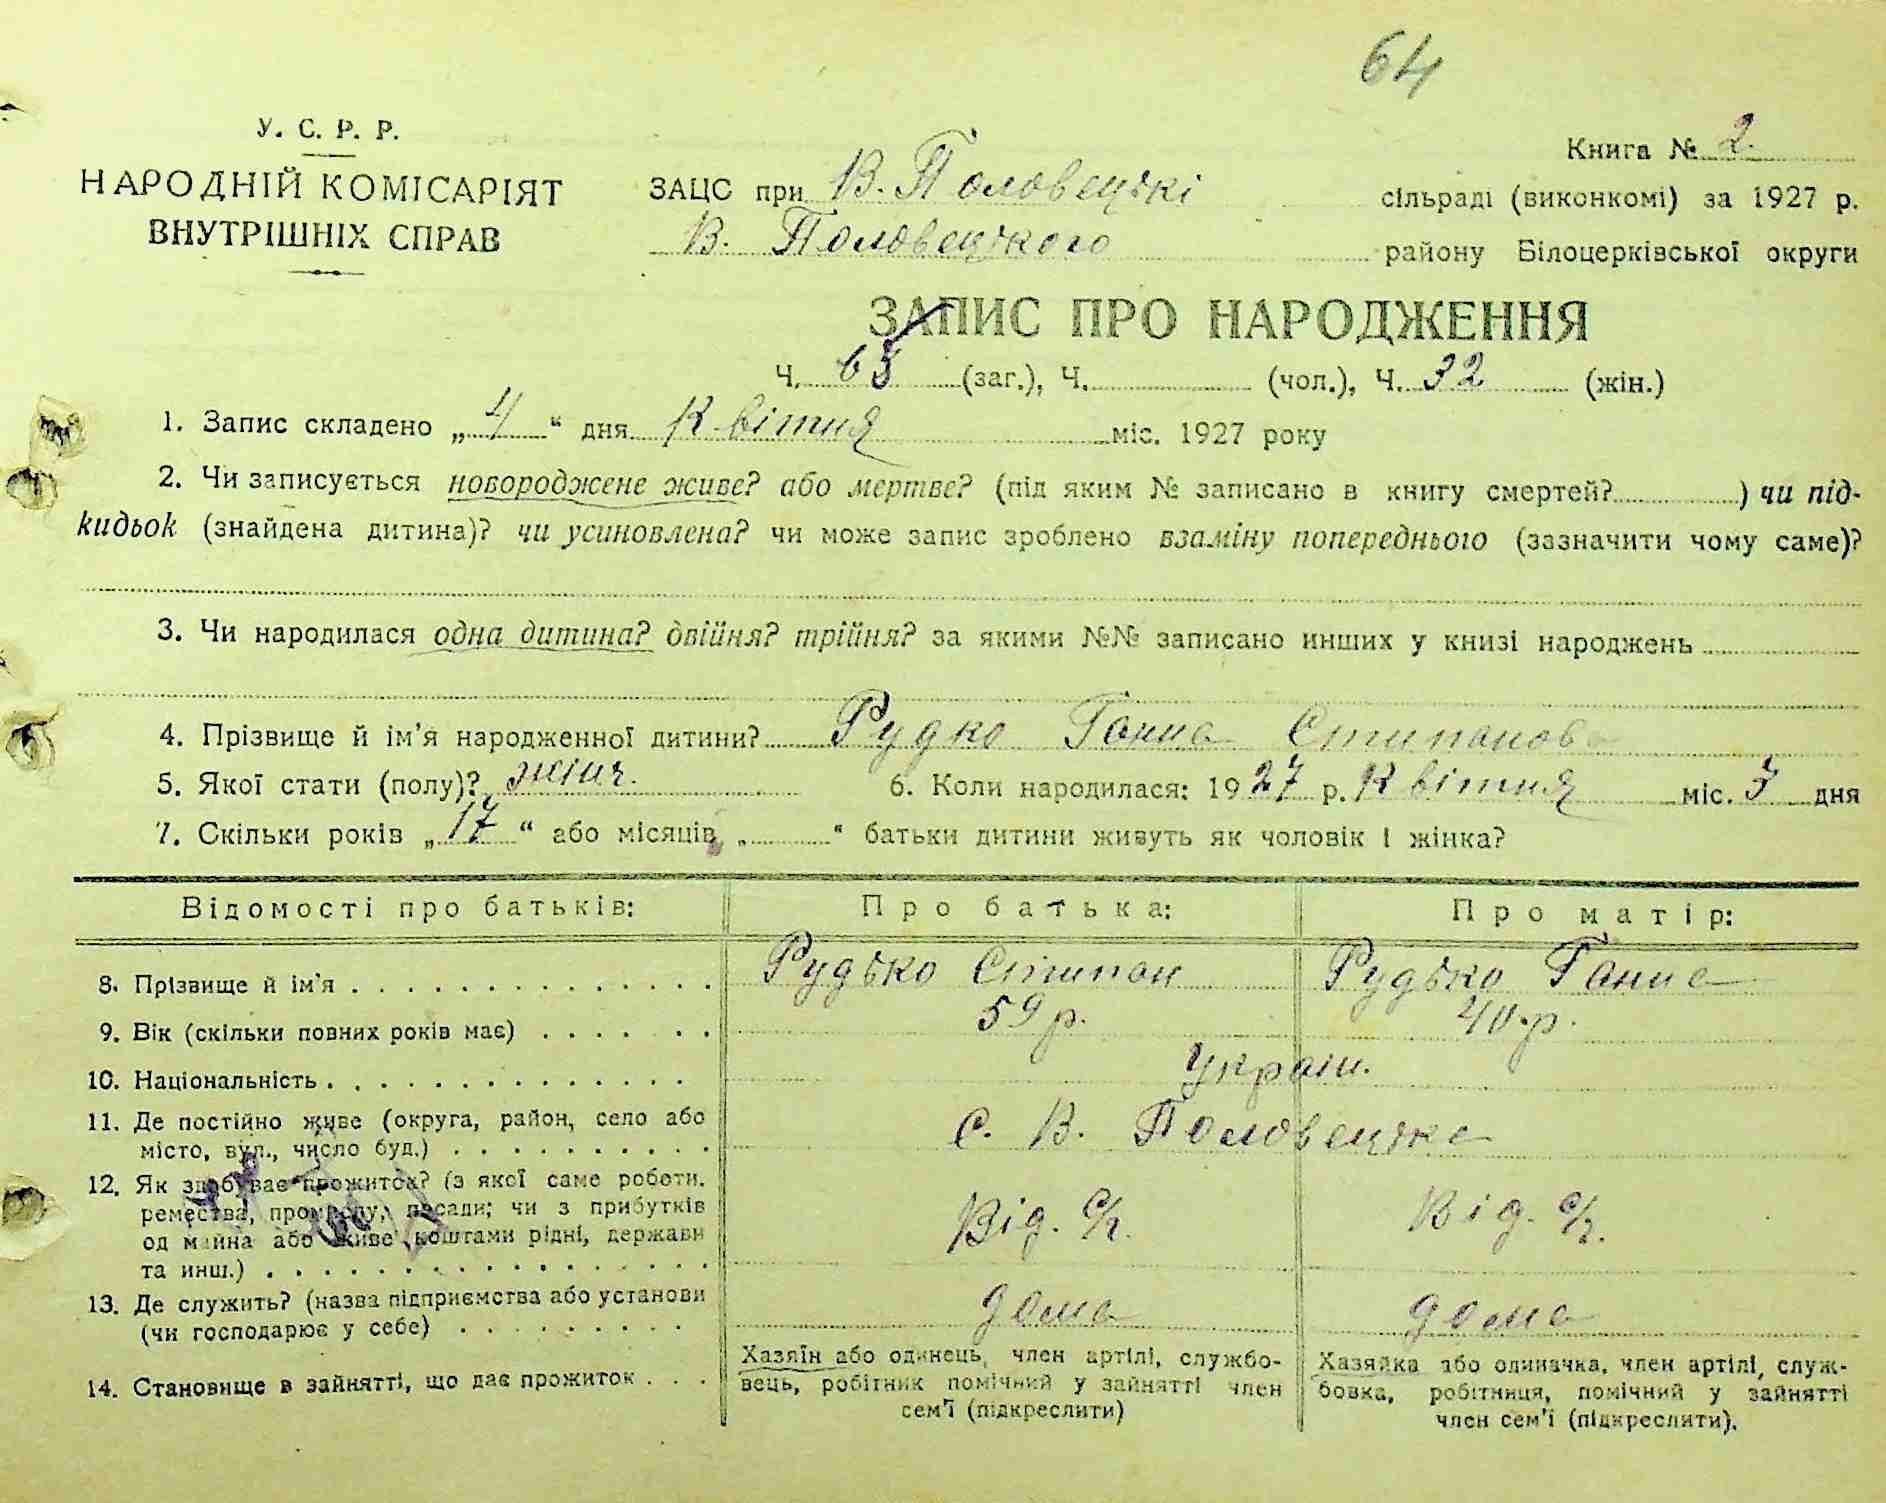 64
У. С. Р. Р.
НАРОДНІЙ КОМІСАРІЯТ
ВНУТРІШНІХ СПРАВ
Книга № 2.
ЗАЦС при В. Половецькі сільраді (виконкомі) за 1927 р.
В. Половецького району Білоцерківської округи
ЗАПИС ПРО НАРОДЖЕННЯ
Ч. 65 (заг.), Ч. (чол.), Ч. 32 (жін.)
1. Запис складено „4“ дня Квітня міс. 1927 року
2. Чи записується новороджене живе? або мертве? (під яким № записано в книгу смертей? ) чи під-
кидьок (знайдена дитина)? чи усиновлена? чи може запис зроблено взаміну попереднього (зазначити чому саме)?
3. Чи народилася одна дитина? двійня? трійня? за якими №№ записано инших у книзі народжень
4. Прізвище й ім'я народженної дитини? Рудко Ганна Стипанова
5. Якої стати (полу)? жіноч. 6. Коли народилася: 1927 р. Квітня міс. 3 дня
7. Скільки років „17“ або місяців „ “ батьки дитини живуть як чоловік і жінка?
Відомості про батьків: Про батька: Про матір:
8. Прізвище й ім'я . . . . . . . . . . . . . . . Рудько Стипан Рудько Ганна
9. Вік (скільки повних років має) . . . . . . . 59 р. 40 р.
10. Національність . . . . . . . . . . . . . . Україн.
11. Де постійно живе (округа, район, село або
місто, вул., число буд.) . . . . . . . . . . . С. В. Половецьке
12. Як здобуває прожиток? (з якої саме роботи,
ремества, промислу, посади; чи з прибутків
од майна або живе коштами рідні, держави
та инш.) . . . . . . . . . . . . . . . . . Від. с/г. Від. с/г.
13. Де служить? (назва підприємства або установи
(чи господарює у себе) . . . . . . . . . дома дома
14. Становище в зайнятті, що дає прожиток . . .
Хазяїн або одинець, член артілі, службо-
вець, робітник помічний у зайнятті член
сем'ї (підкреслити)
Хазяйка або одиначка, член артілі, служ-
бовка, робітниця, помічний у зайнятті
член сем'ї (підкреслити).